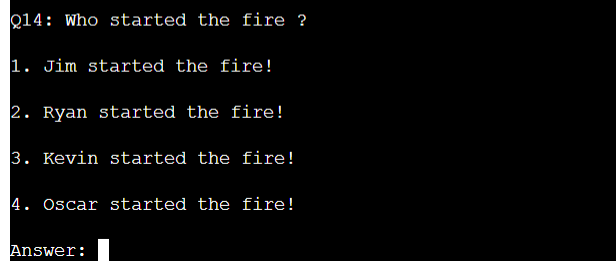 Q14: Who started the fire ?
1. Jim started the fire!
2. Ryan started the fire!
3. Kevin started the fire!
4. Oscar started the fire!
Answer: